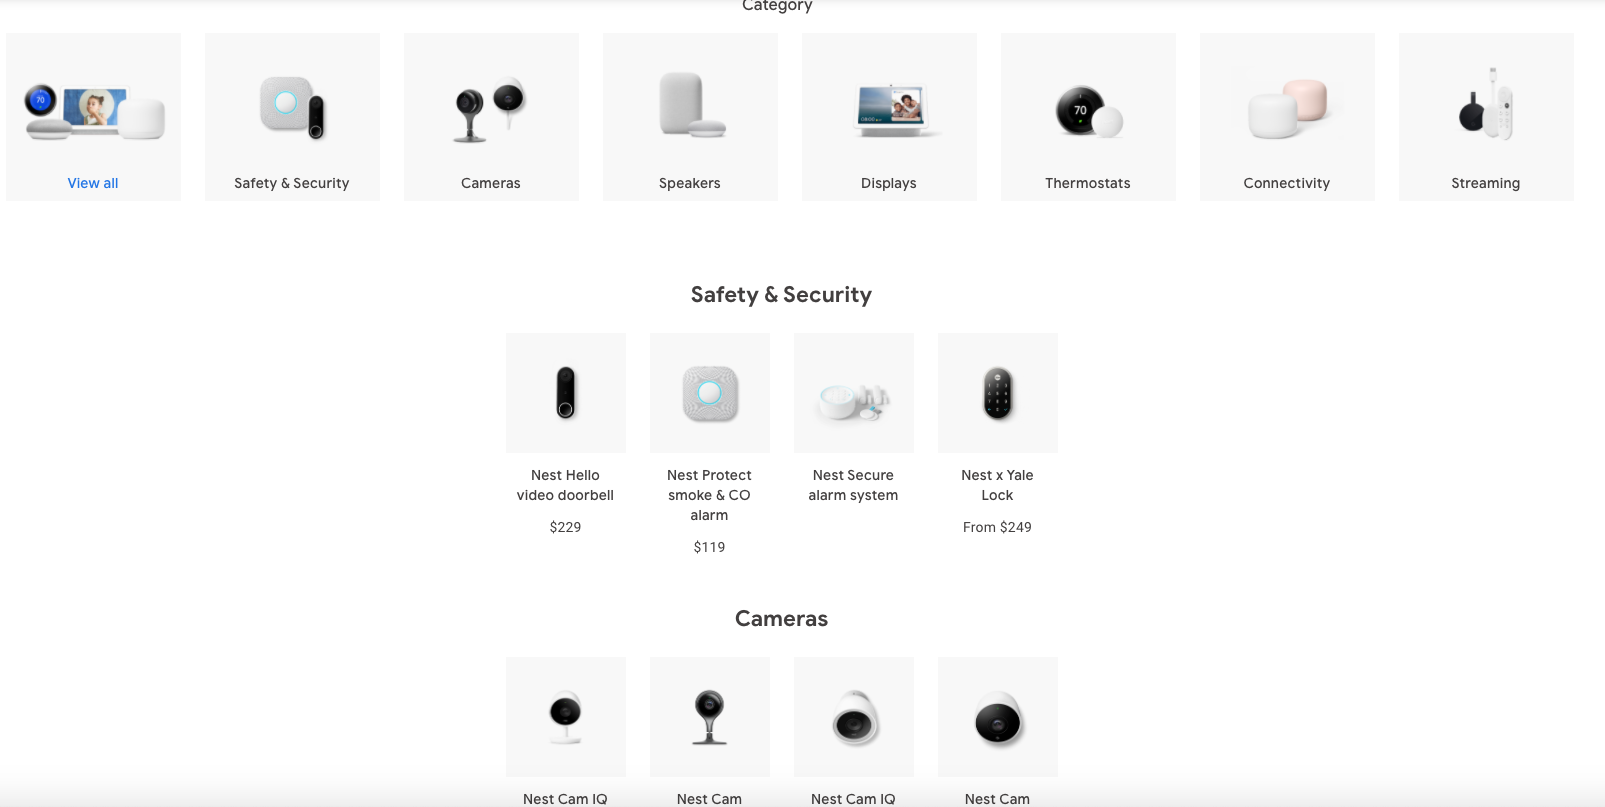 Category
View all
Safety & Security
Cameras
Speakers
Displays
Thermostats
Connectivity
Streaming
Safety & Security
Nest Hello
video doorbell
$229
Nest Protect
smoke & CO
alarm
$119
Nest Secure
alarm system
Nest x Yale
Lock
From $249
Cameras
Nest Cam IQ
Nest Cam
Nest Cam IQ
Nest Cam
70
70